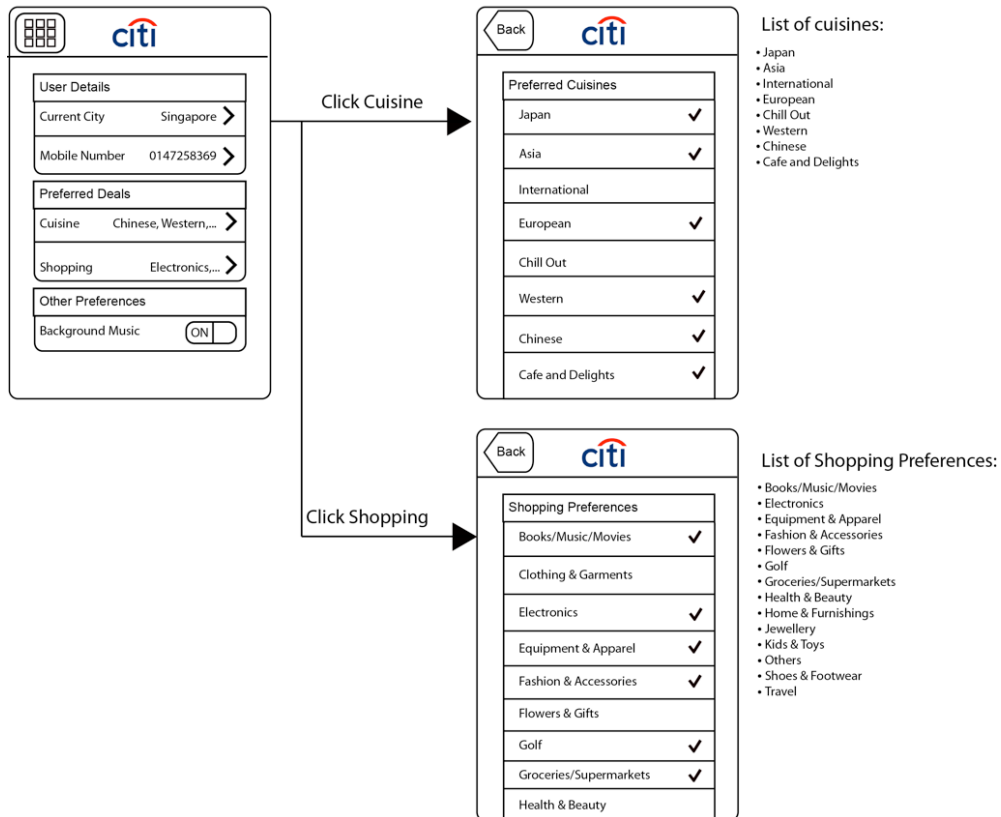 citi
User Details
Current City Singapore
Mobile Number 0147258369
Preferred Deals
Cuisine Chinese, Western,...
Shopping Electronics,...
Other Preferences
Background Music ON
Click Cuisine
Back
citi
Preferred Cuisines
Japan
Asia
International
European
Chill Out
Western
Chinese
Cafe and Delights
List of cuisines:
• Japan
• Asia
• International
• European
• Chill Out
• Western
• Chinese
• Cafe and Delights
Click Shopping
Back
citi
Shopping Preferences
Books/Music/Movies
Clothing & Garments
Electronics
Equipment & Apparel
Fashion & Accessories
Flowers & Gifts
Golf
Groceries/Supermarkets
Health & Beauty
List of Shopping Preferences:
• Books/Music/Movies
• Electronics
• Equipment & Apparel
• Fashion & Accessories
• Flowers & Gifts
• Golf
• Groceries/Supermarkets
• Health & Beauty
• Home & Furnishings
• Jewellery
• Kids & Toys
• Others
• Shoes & Footwear
• Travel